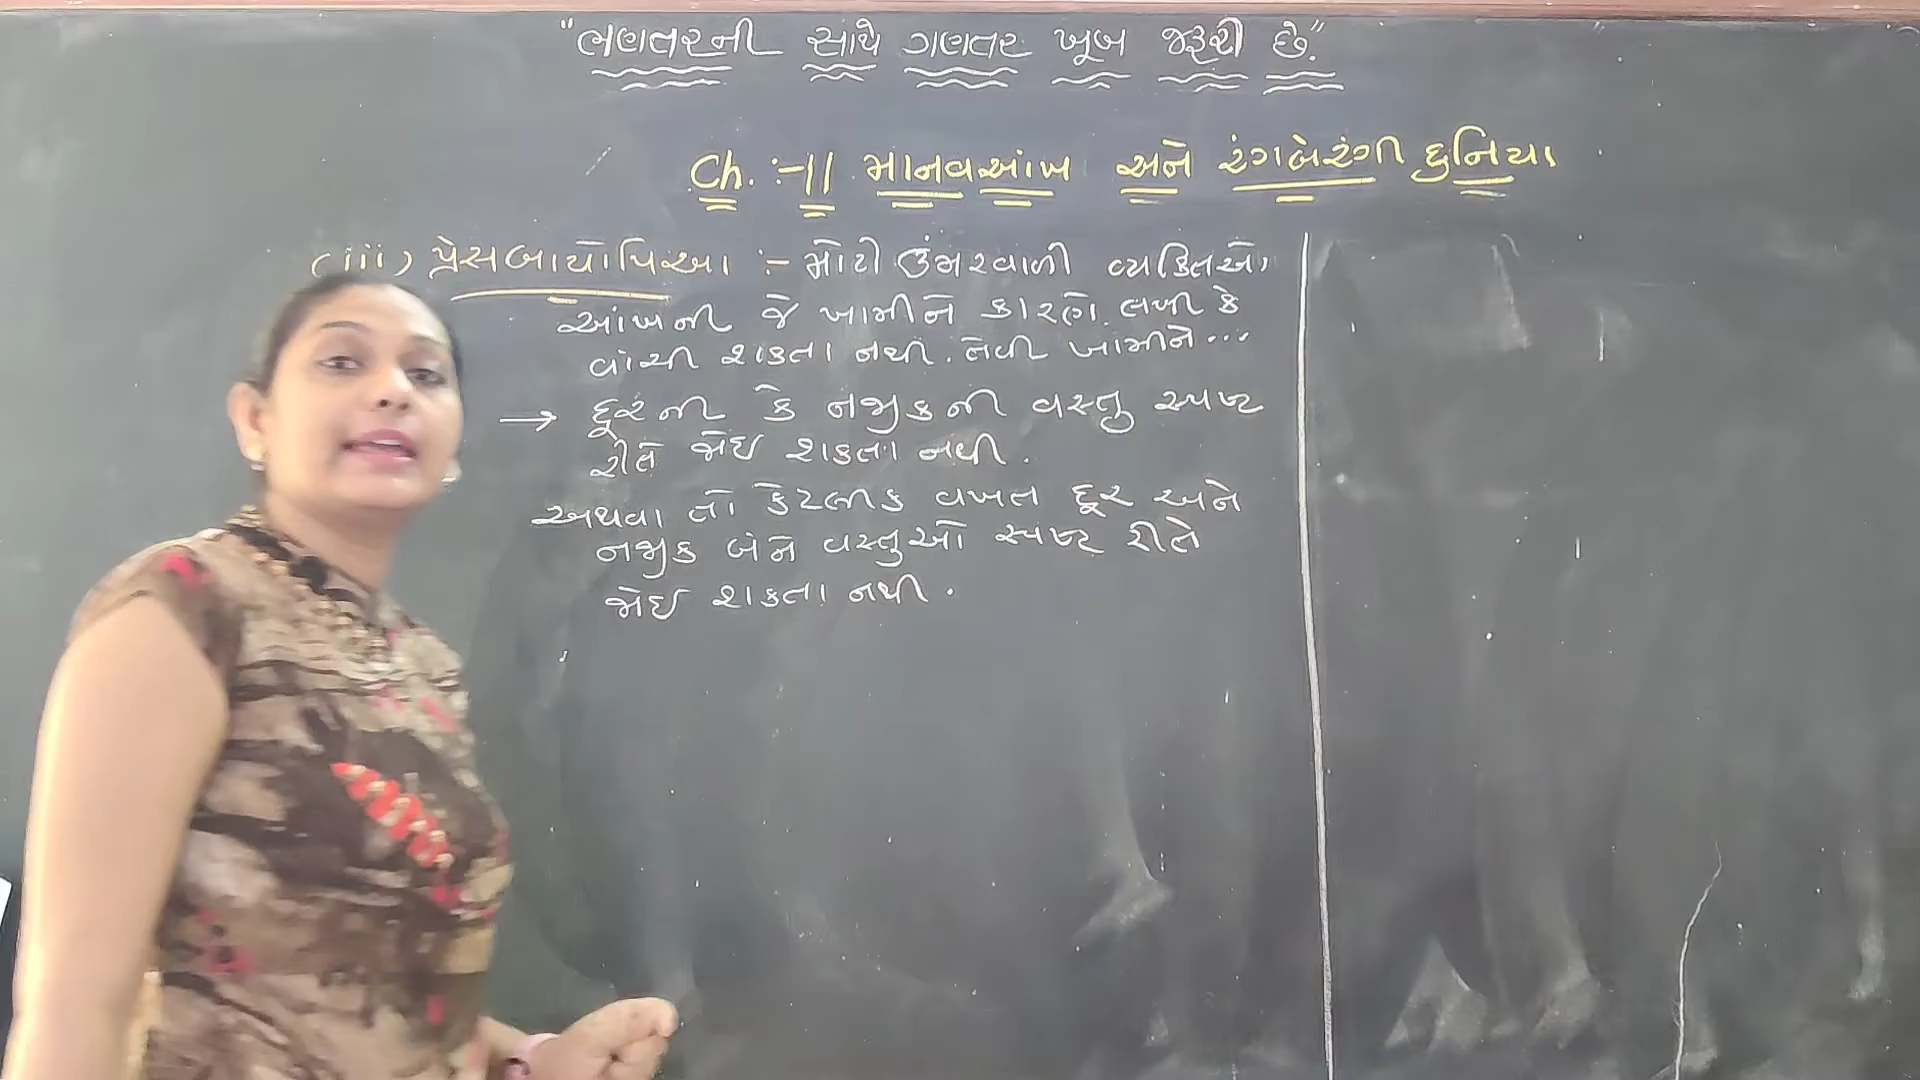 "ભણતરની સાથે ગણતર ખૂબ જરૂરી છે."
Ch. :- 11 માનવઆંખ અને રંગબેરંગી દુનિયા
(iii) પ્રેસબાયોપિઆ :- મોટી ઉંમરવાળી વ્યક્તિએ,
આંખની જે ખામીને કારણે લખી કે
વાંચી શકતા નથી. તેવી ખામીને...
→ દૂરની કે નજીકની વસ્તુ સ્પષ્ટ
રીતે જોઈ શકતા નથી.
અથવા તો કેટલાક વખત દૂર અને
નજીક બંને વસ્તુઓ સ્પષ્ટ રીતે
જોઈ શકતા નથી.